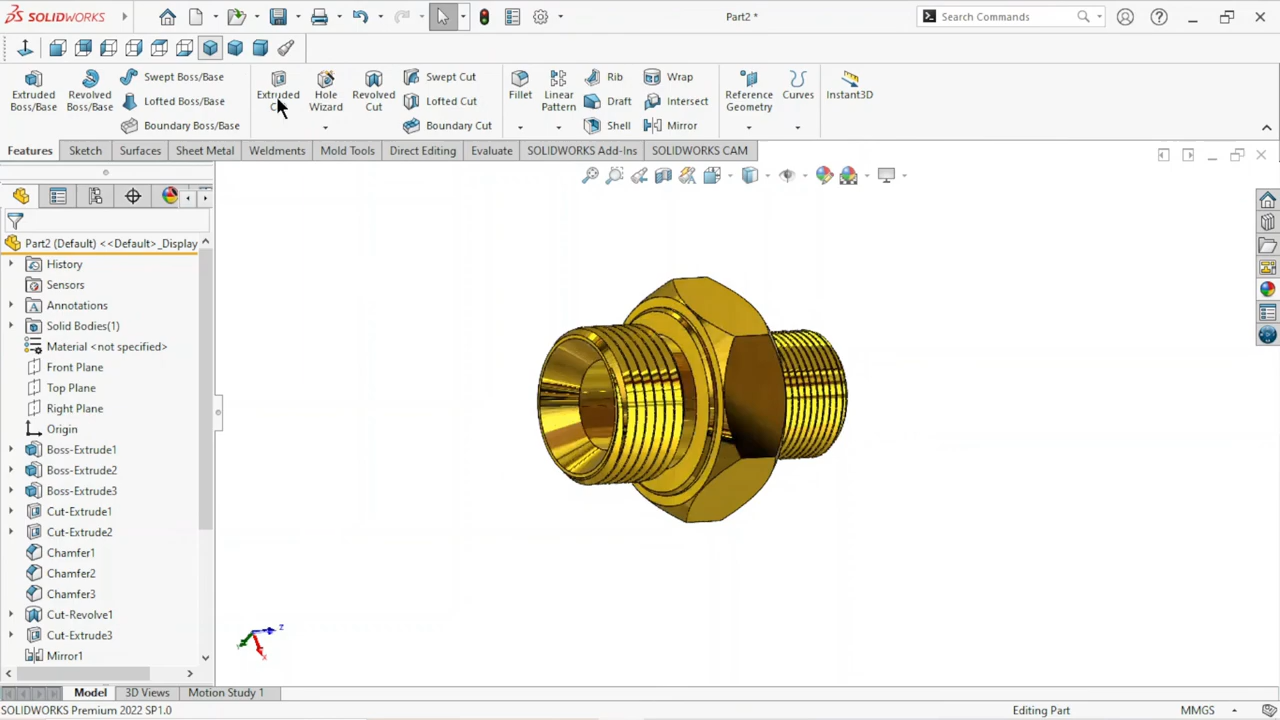 SOLIDWORKS
Part2 *
Search Commands
Extruded Boss/Base
Revolved Boss/Base
Swept Boss/Base
Lofted Boss/Base
Boundary Boss/Base
Extruded
Hole Wizard
Revolved Cut
Swept Cut
Lofted Cut
Boundary Cut
Fillet
Linear Pattern
Rib
Draft
Shell
Wrap
Intersect
Mirror
Reference Geometry
Curves
Instant3D
Features
Sketch
Surfaces
Sheet Metal
Weldments
Mold Tools
Direct Editing
Evaluate
SOLIDWORKS Add-Ins
SOLIDWORKS CAM
Part2 (Default) <<Default>_Display
History
Sensors
Annotations
Solid Bodies(1)
Material <not specified>
Front Plane
Top Plane
Right Plane
Origin
Boss-Extrude1
Boss-Extrude2
Boss-Extrude3
Cut-Extrude1
Cut-Extrude2
Chamfer1
Chamfer2
Chamfer3
Cut-Revolve1
Cut-Extrude3
Mirror1
Z
Y
X
Model
3D Views
Motion Study 1
SOLIDWORKS Premium 2022 SP1.0
Editing Part
MMGS